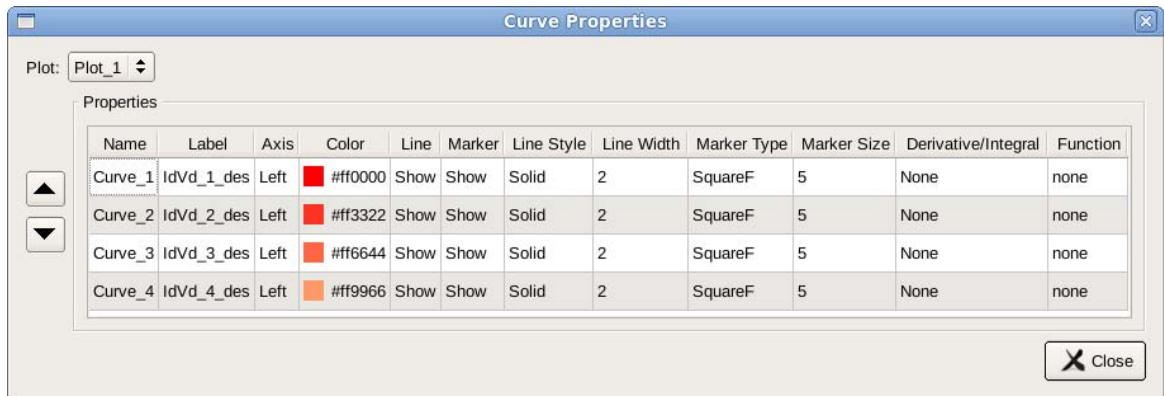 Curve Properties
Plot: Plot_1
Properties
Name Label Axis Color Line Marker Line Style Line Width Marker Type Marker Size Derivative/Integral Function
Curve_1 IdVd_1_des Left #ff0000 Show Show Solid 2 SquareF 5 None none
Curve_2 IdVd_2_des Left #ff3322 Show Show Solid 2 SquareF 5 None none
Curve_3 IdVd_3_des Left #ff6644 Show Show Solid 2 SquareF 5 None none
Curve_4 IdVd_4_des Left #ff9966 Show Show Solid 2 SquareF 5 None none
Close